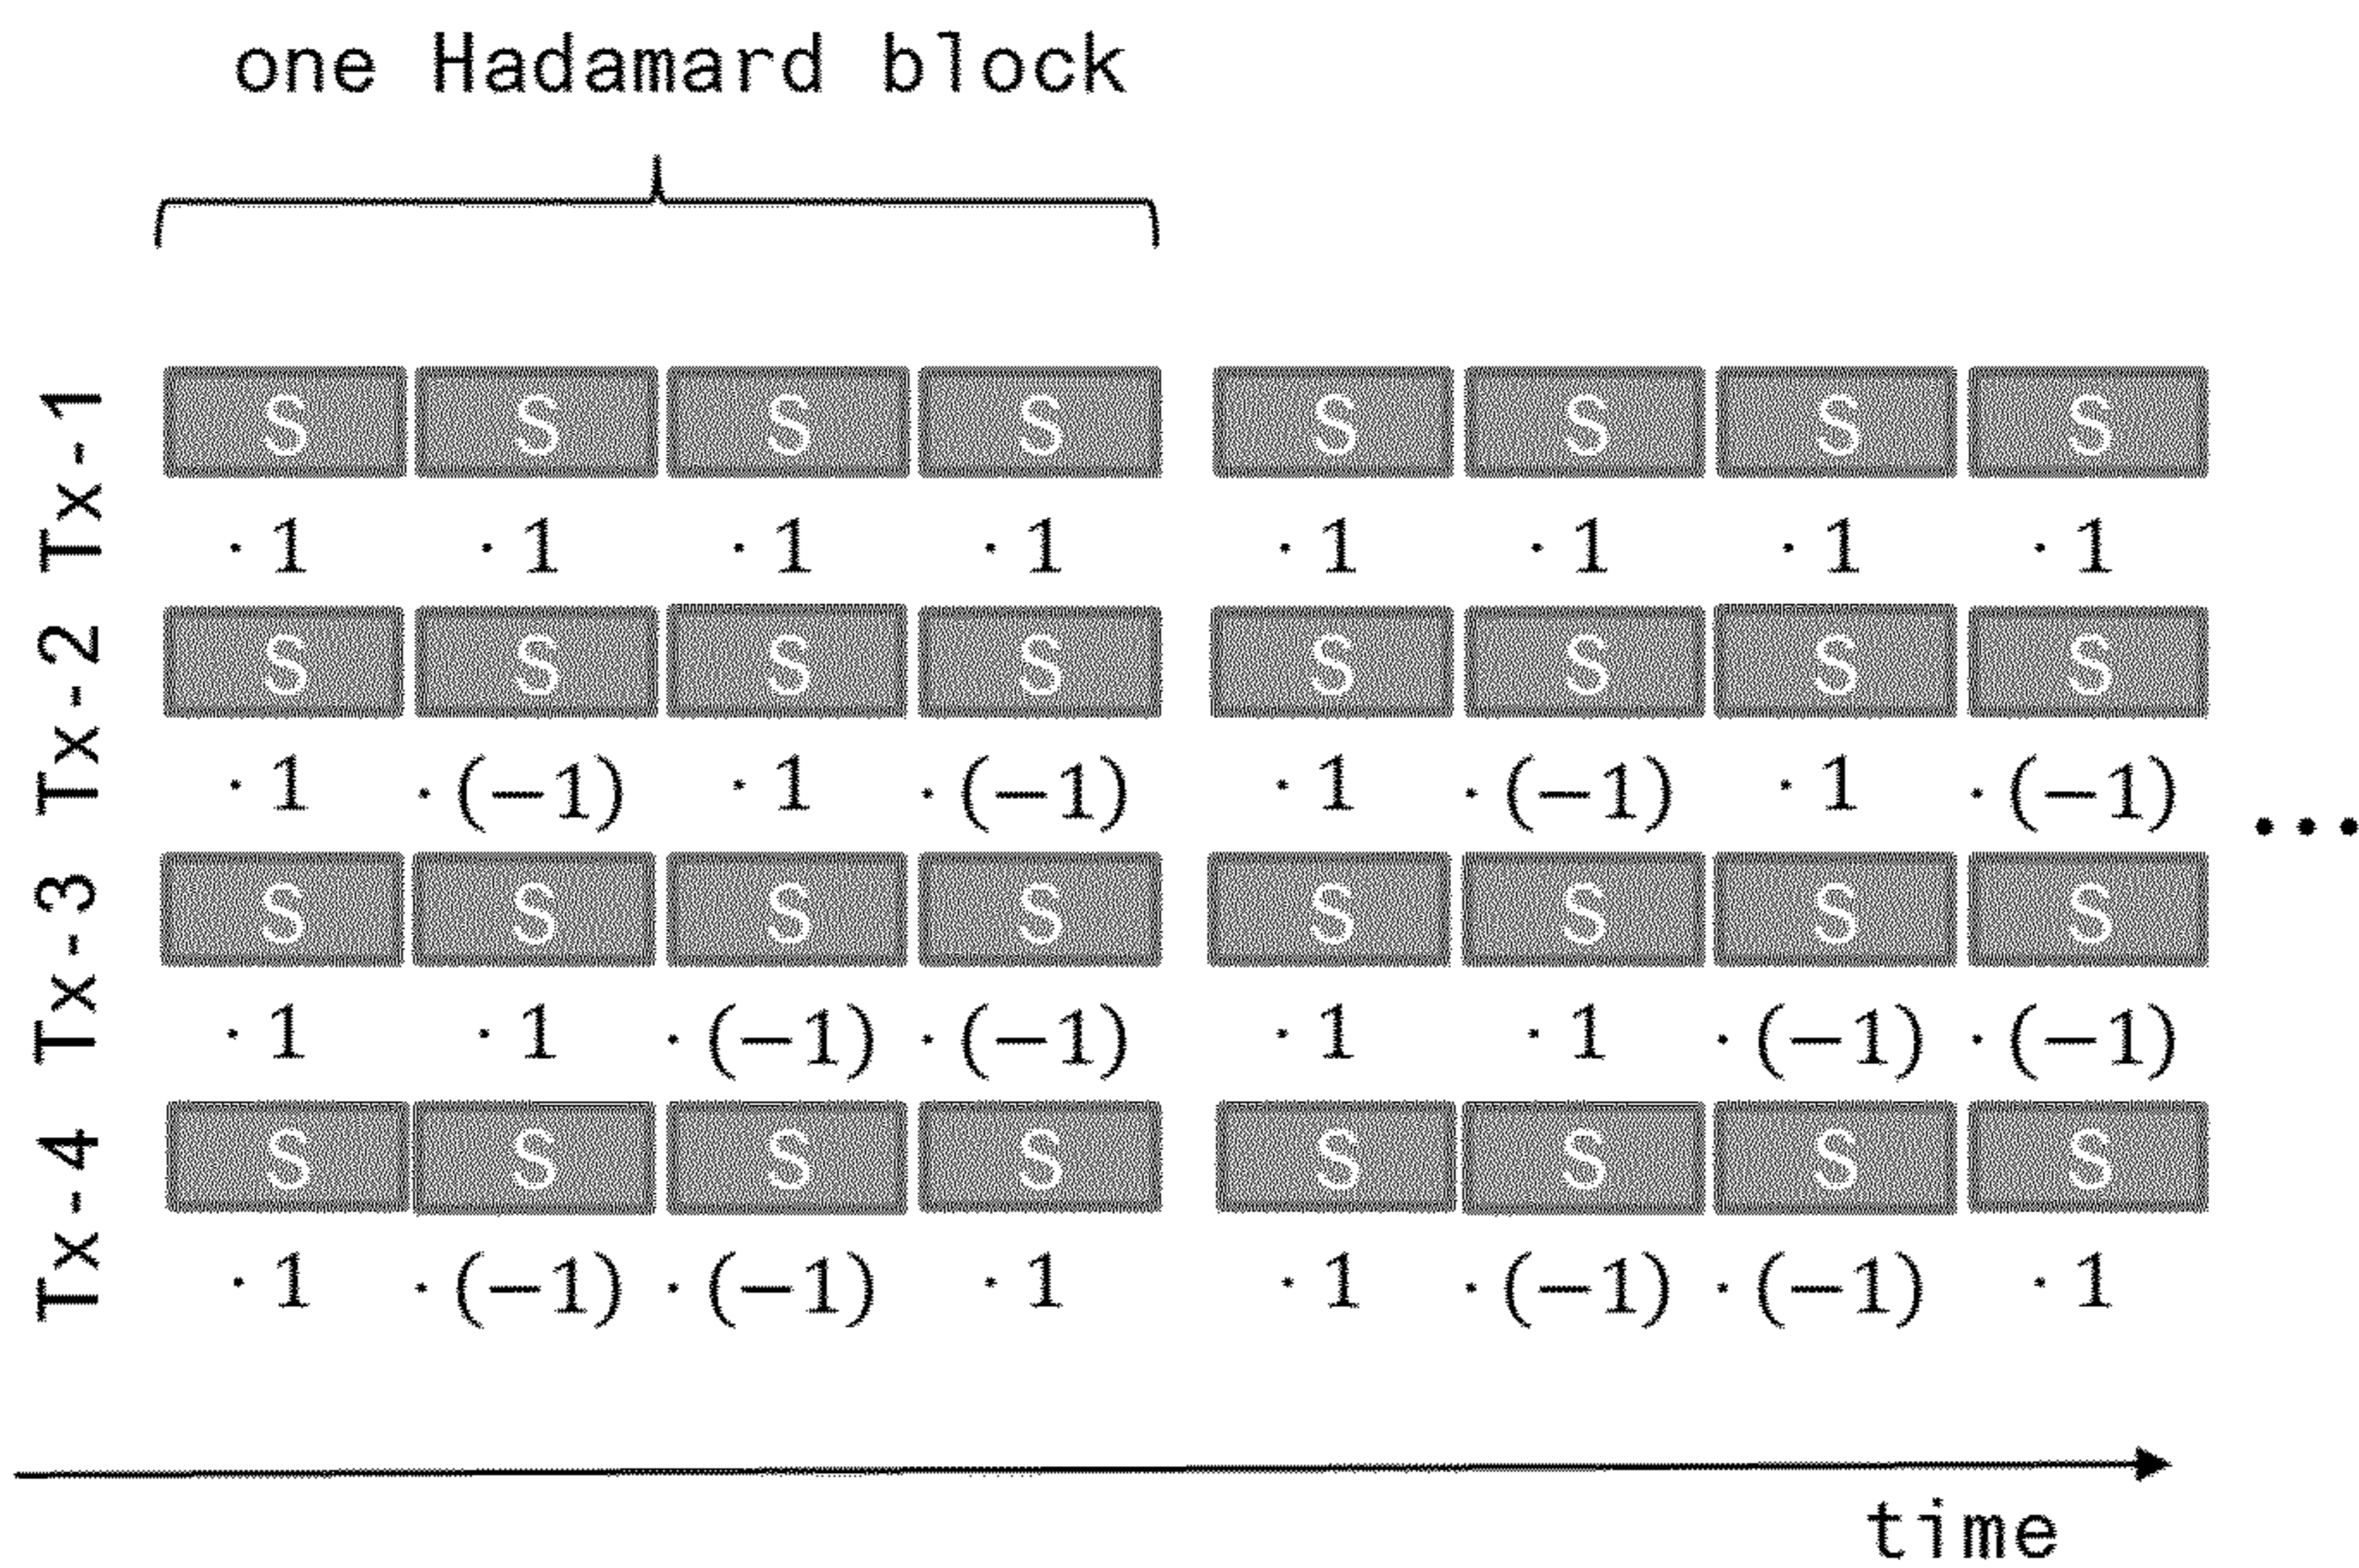 one Hadamard block
Tx-1
S S S S S S S S
· 1 · 1 · 1 · 1 · 1 · 1 · 1 · 1
Tx-2
S S S S S S S S
· 1 · (−1) · 1 · (−1) · 1 · (−1) · 1 · (−1)
...
Tx-3
S S S S S S S S
· 1 · 1 · (−1) · (−1) · 1 · 1 · (−1) · (−1)
Tx-4
S S S S S S S S
· 1 · (−1) · (−1) · 1 · 1 · (−1) · (−1) · 1
time